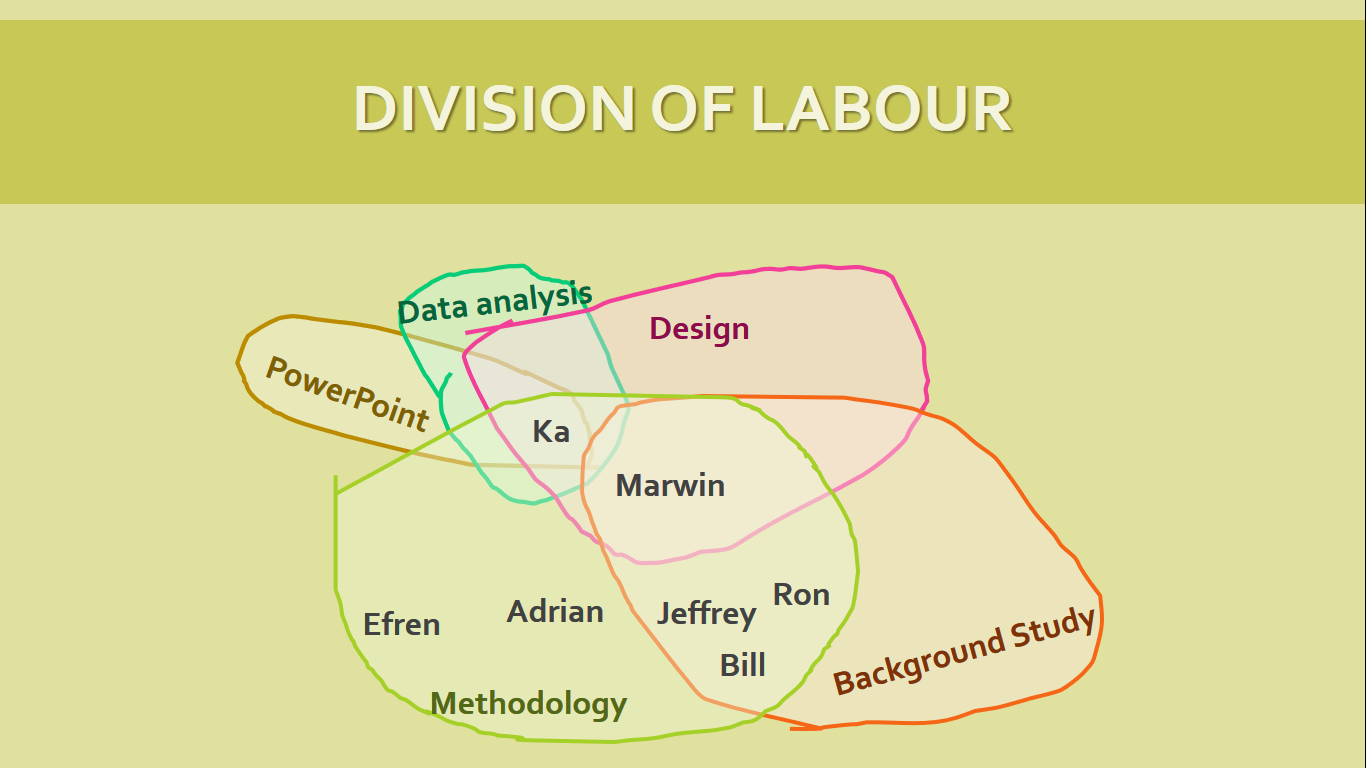 DIVISION OF LABOUR
Data analysis
Design
PowerPoint
Ka
Marwin
Ron
Efren
Adrian
Jeffrey
Bill
Background Study
Methodology